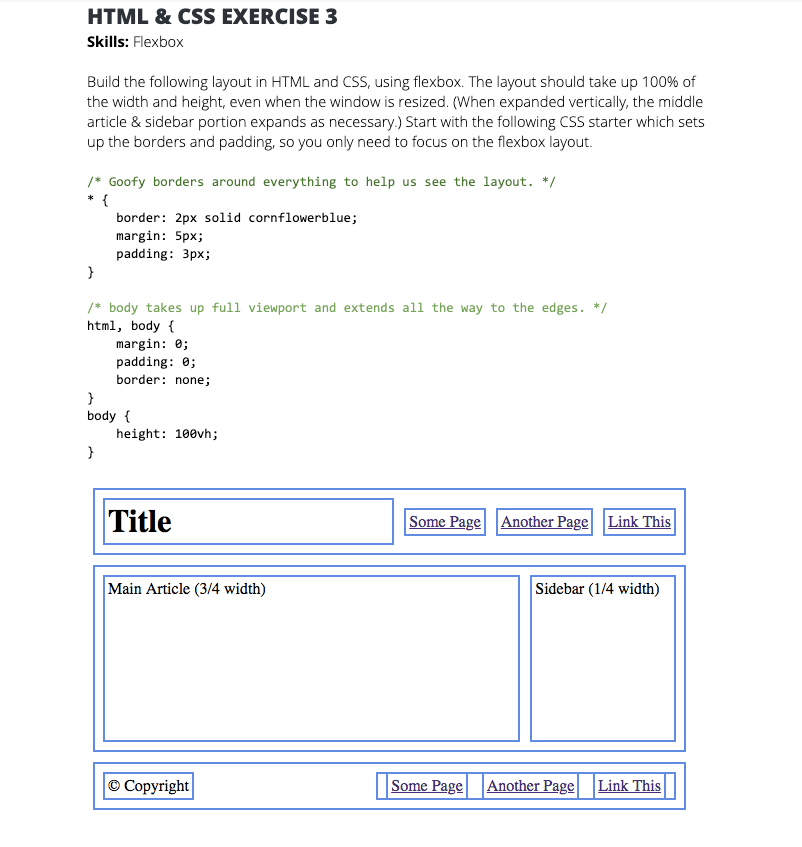 HTML & CSS EXERCISE 3
Skills: Flexbox
Build the following layout in HTML and CSS, using flexbox. The layout should take up 100% of
the width and height, even when the window is resized. (When expanded vertically, the middle
article & sidebar portion expands as necessary.) Start with the following CSS starter which sets
up the borders and padding, so you only need to focus on the flexbox layout.
/* Goofy borders around everything to help us see the layout. */
* {
    border: 2px solid cornflowerblue;
    margin: 5px;
    padding: 3px;
}
/* body takes up full viewport and extends all the way to the edges. */
html, body {
    margin: 0;
    padding: 0;
    border: none;
}
body {
    height: 100vh;
}
Title Some Page Another Page Link This
Main Article (3/4 width) Sidebar (1/4 width)
© Copyright Some Page Another Page Link This